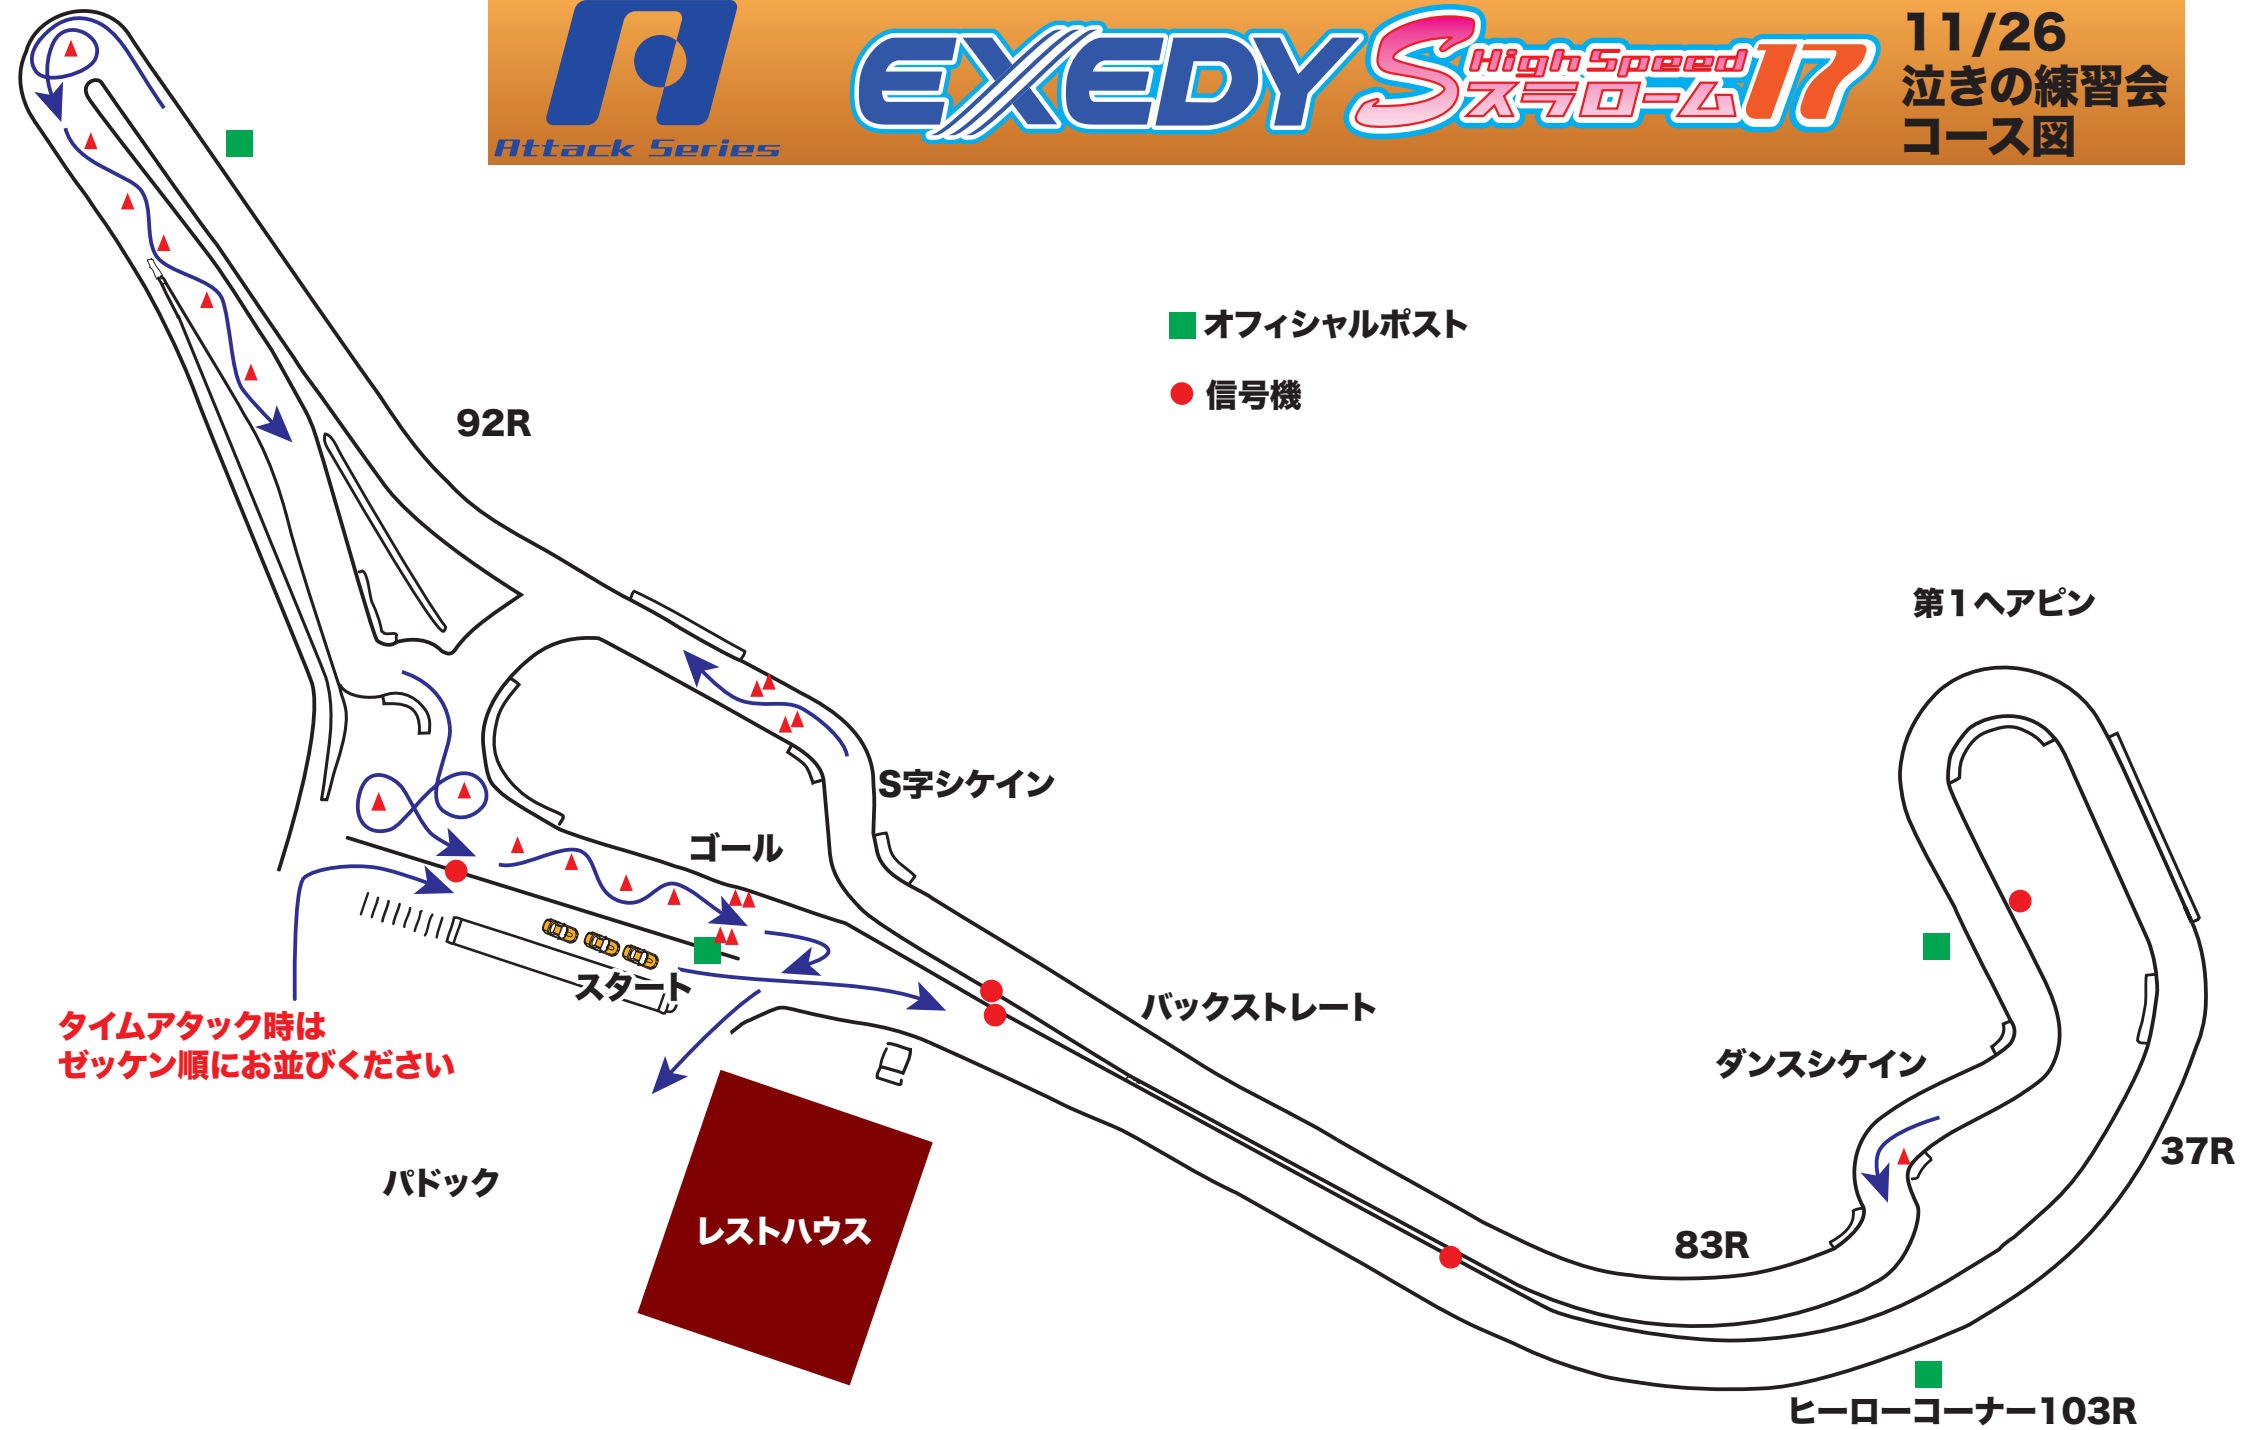 Attack Series
EXEDY High Speed スラローム 17
11/26
泣きの練習会
コース図
オフィシャルポスト
信号機
92R
第1ヘアピン
S字シケイン
ゴール
スタート
バックストレート
タイムアタック時は
ゼッケン順にお並びください
ダンスシケイン
パドック
37R
レストハウス
83R
ヒーローコーナー103R